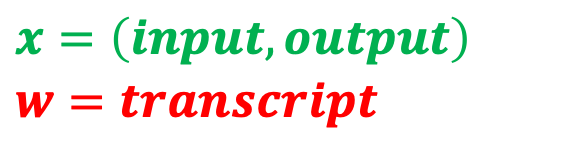 x = (input, output)
w = transcript